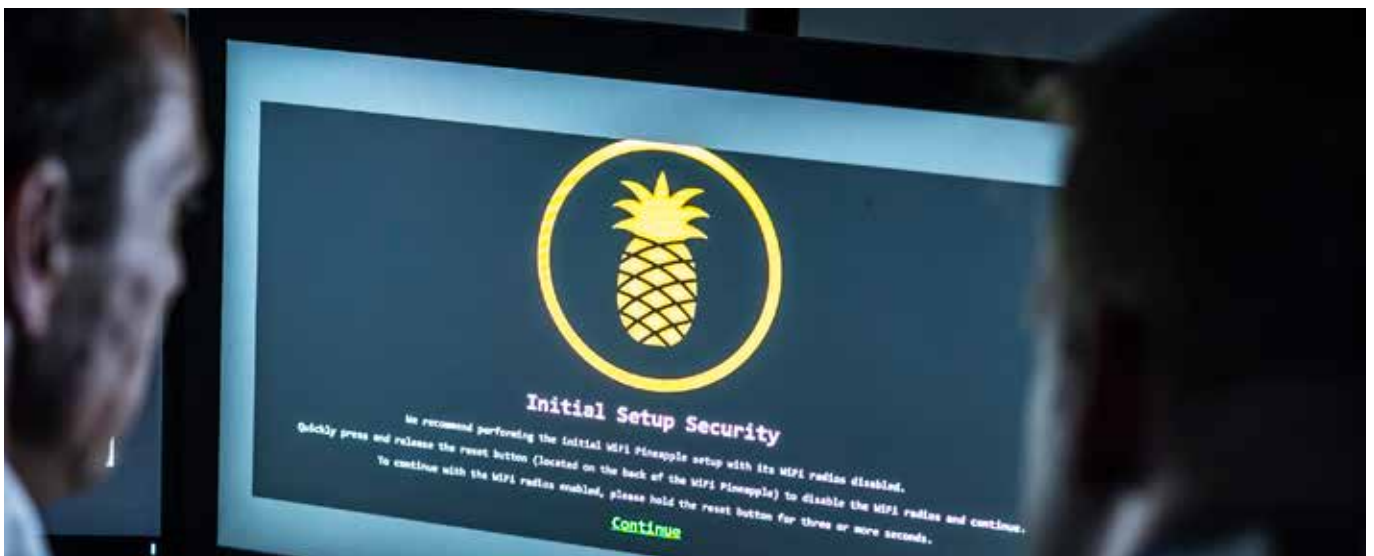 Initial Setup Security
We recommend performing the initial WiFi Pineapple setup with its WiFi radios disabled.
Quickly press and release the reset button (located on the back of the WiFi Pineapple) to disable the WiFi radios and continue.
To continue with the WiFi radios enabled, please hold the reset button for three or more seconds.
Continue